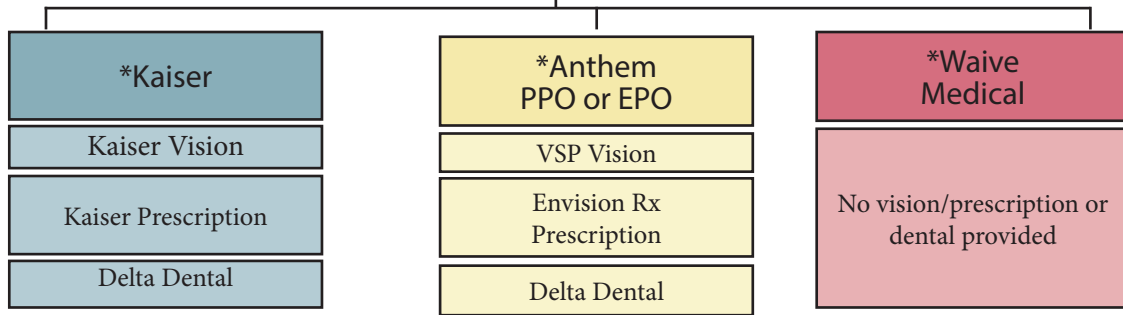 *Kaiser
Kaiser Vision
Kaiser Prescription
Delta Dental
*Anthem
PPO or EPO
VSP Vision
Envision Rx
Prescription
Delta Dental
*Waive
Medical
No vision/prescription or
dental provided